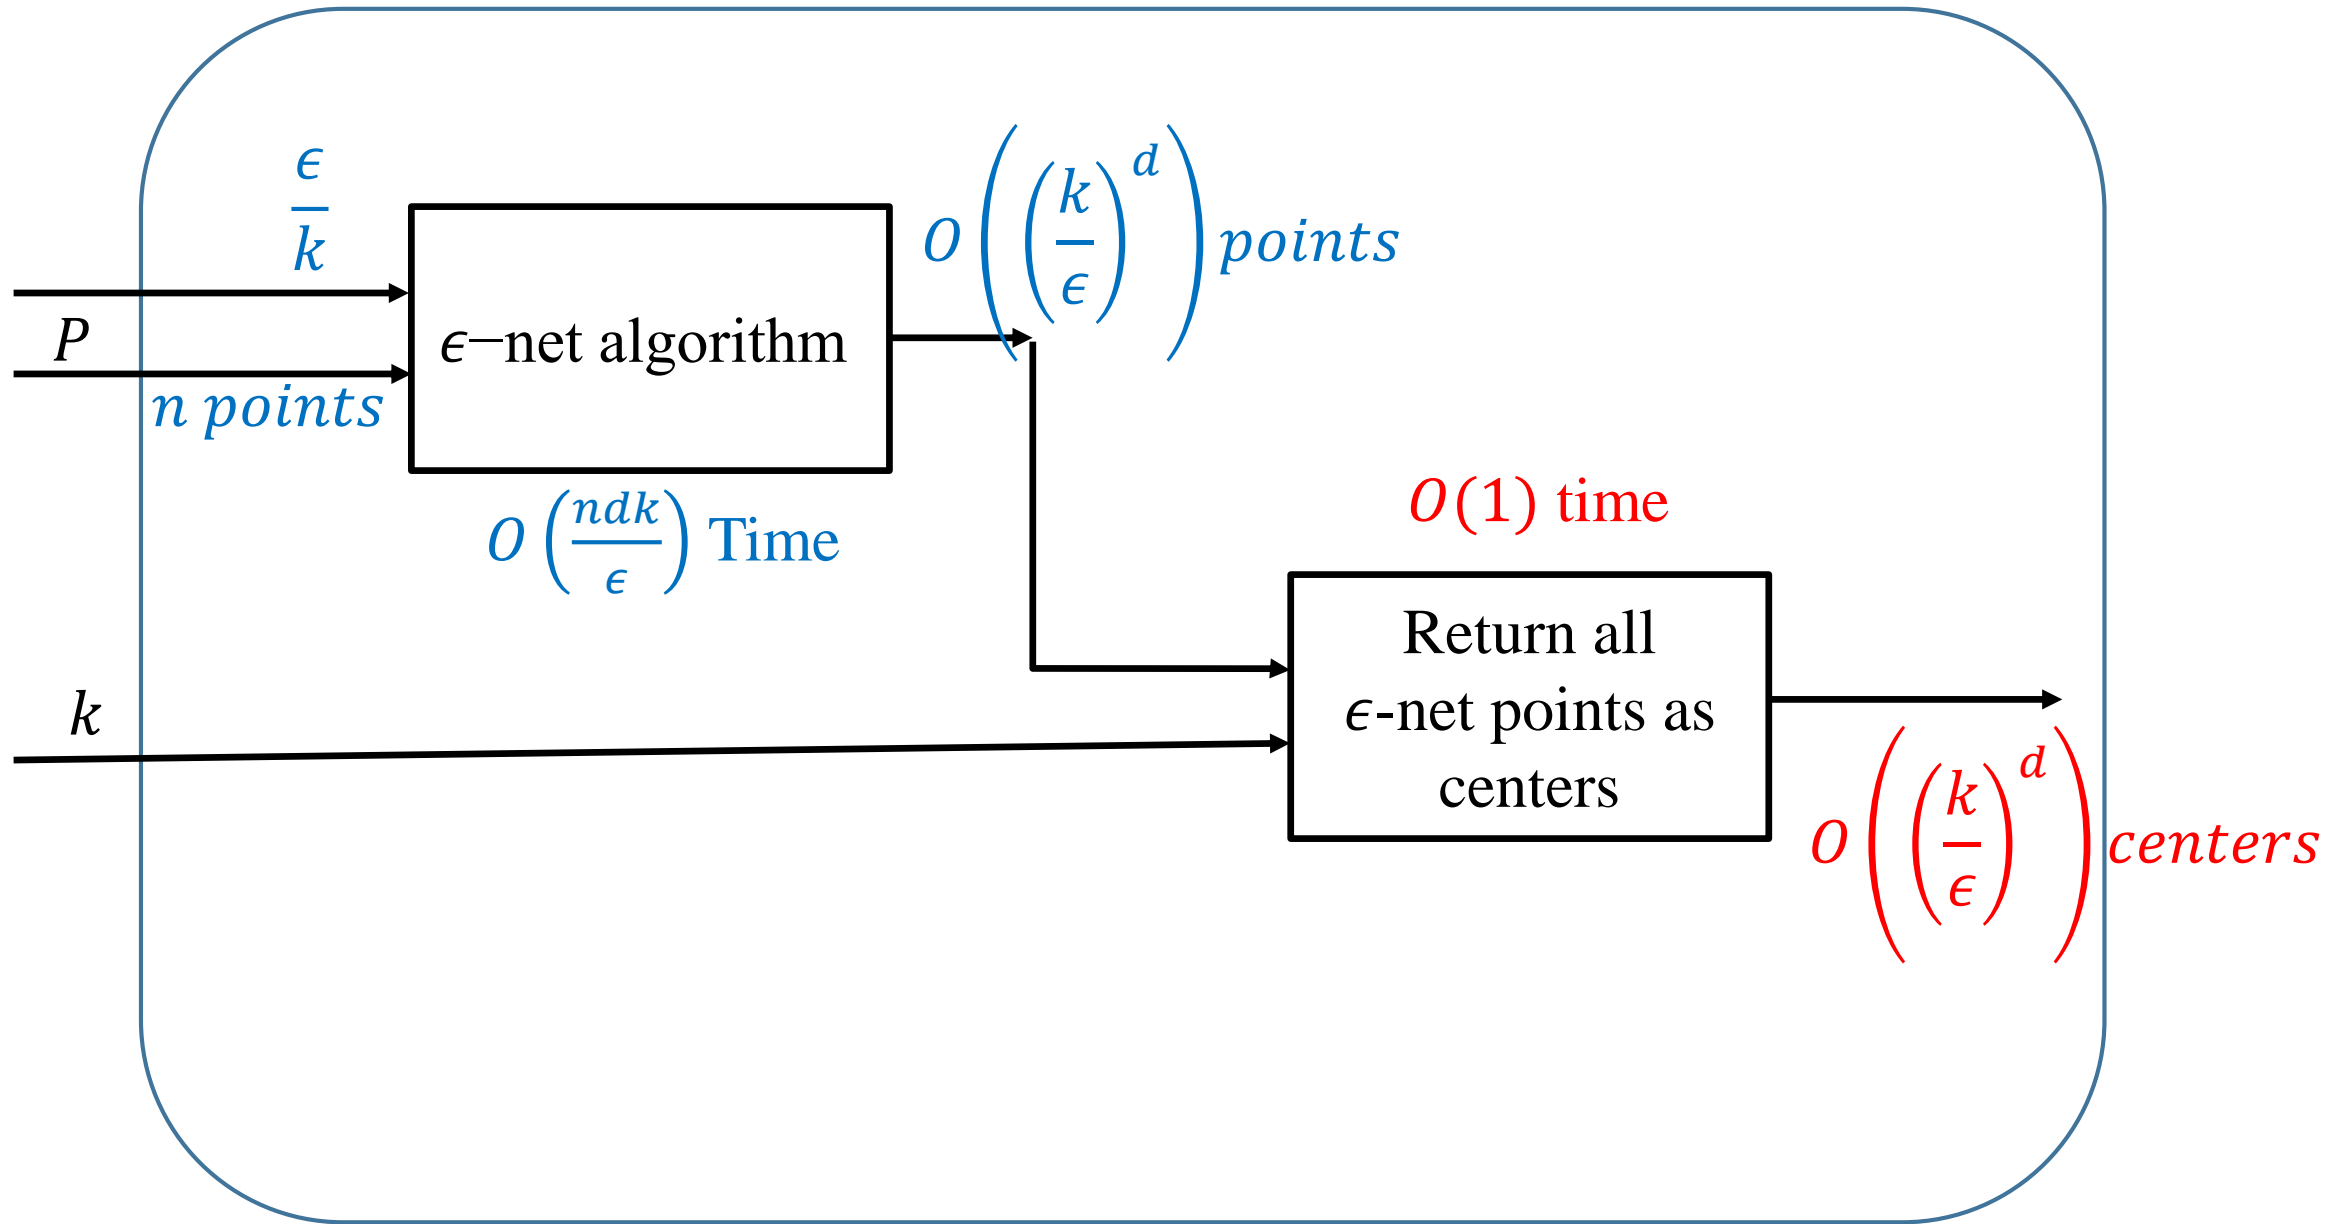 ϵ/k
P
n points
ϵ−net algorithm
O((k/ϵ)^d) points
O(ndk/ϵ) Time
k
O(1) time
Return all
ϵ-net points as
centers
O((k/ϵ)^d) centers